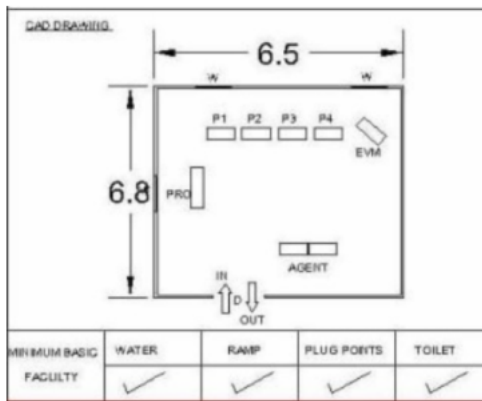 CAD DRAWING
6.5
W W
P1 P2 P3 P4
EVM
6.8
PRO
AGENT
IN
D
OUT
MINIMUM BASIC FACLILTY
WATER RAMP PLUG POINTS TOILET